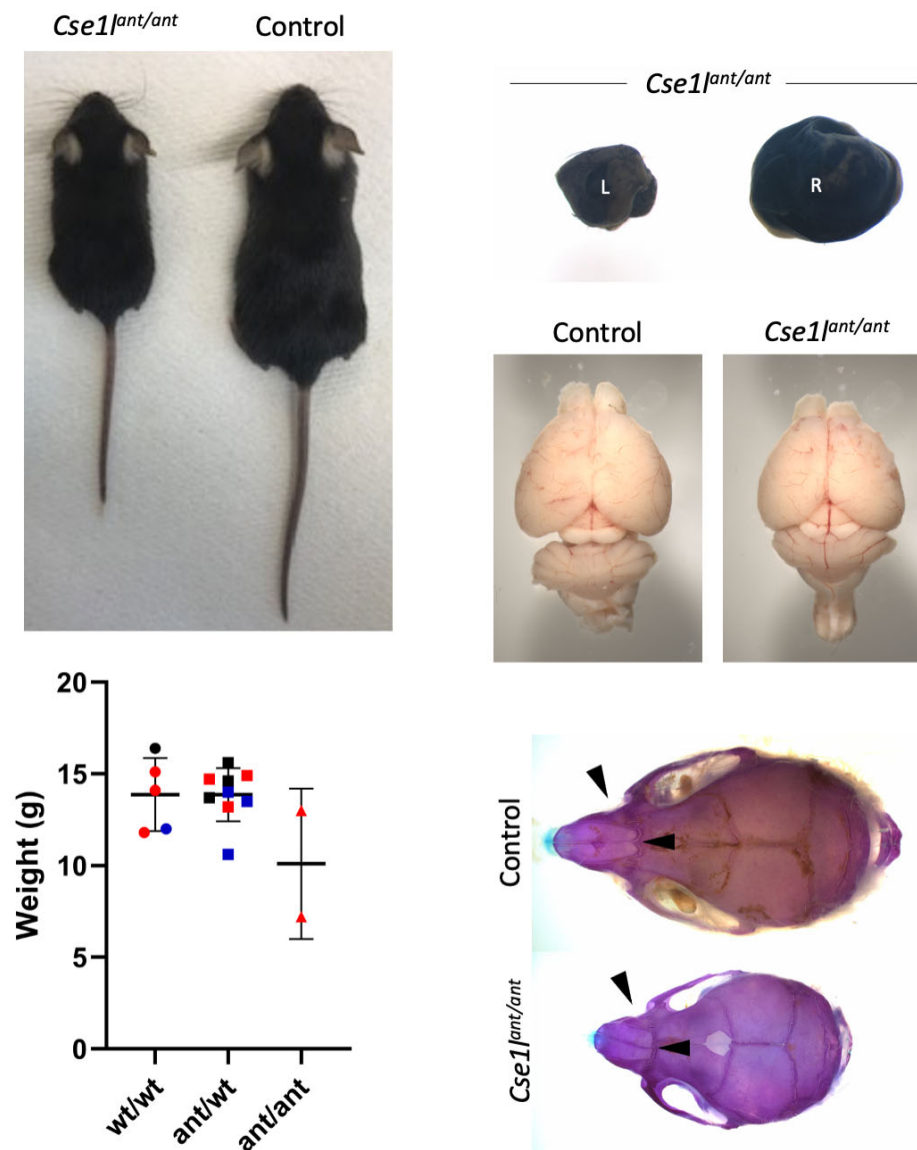 Cse1l^ant/ant Control
Cse1l^ant/ant
L R
Control Cse1l^ant/ant
20
15
10
5
0
Weight (g)
wt/wt
ant/wt
ant/ant
Control
Cse1l^ant/ant